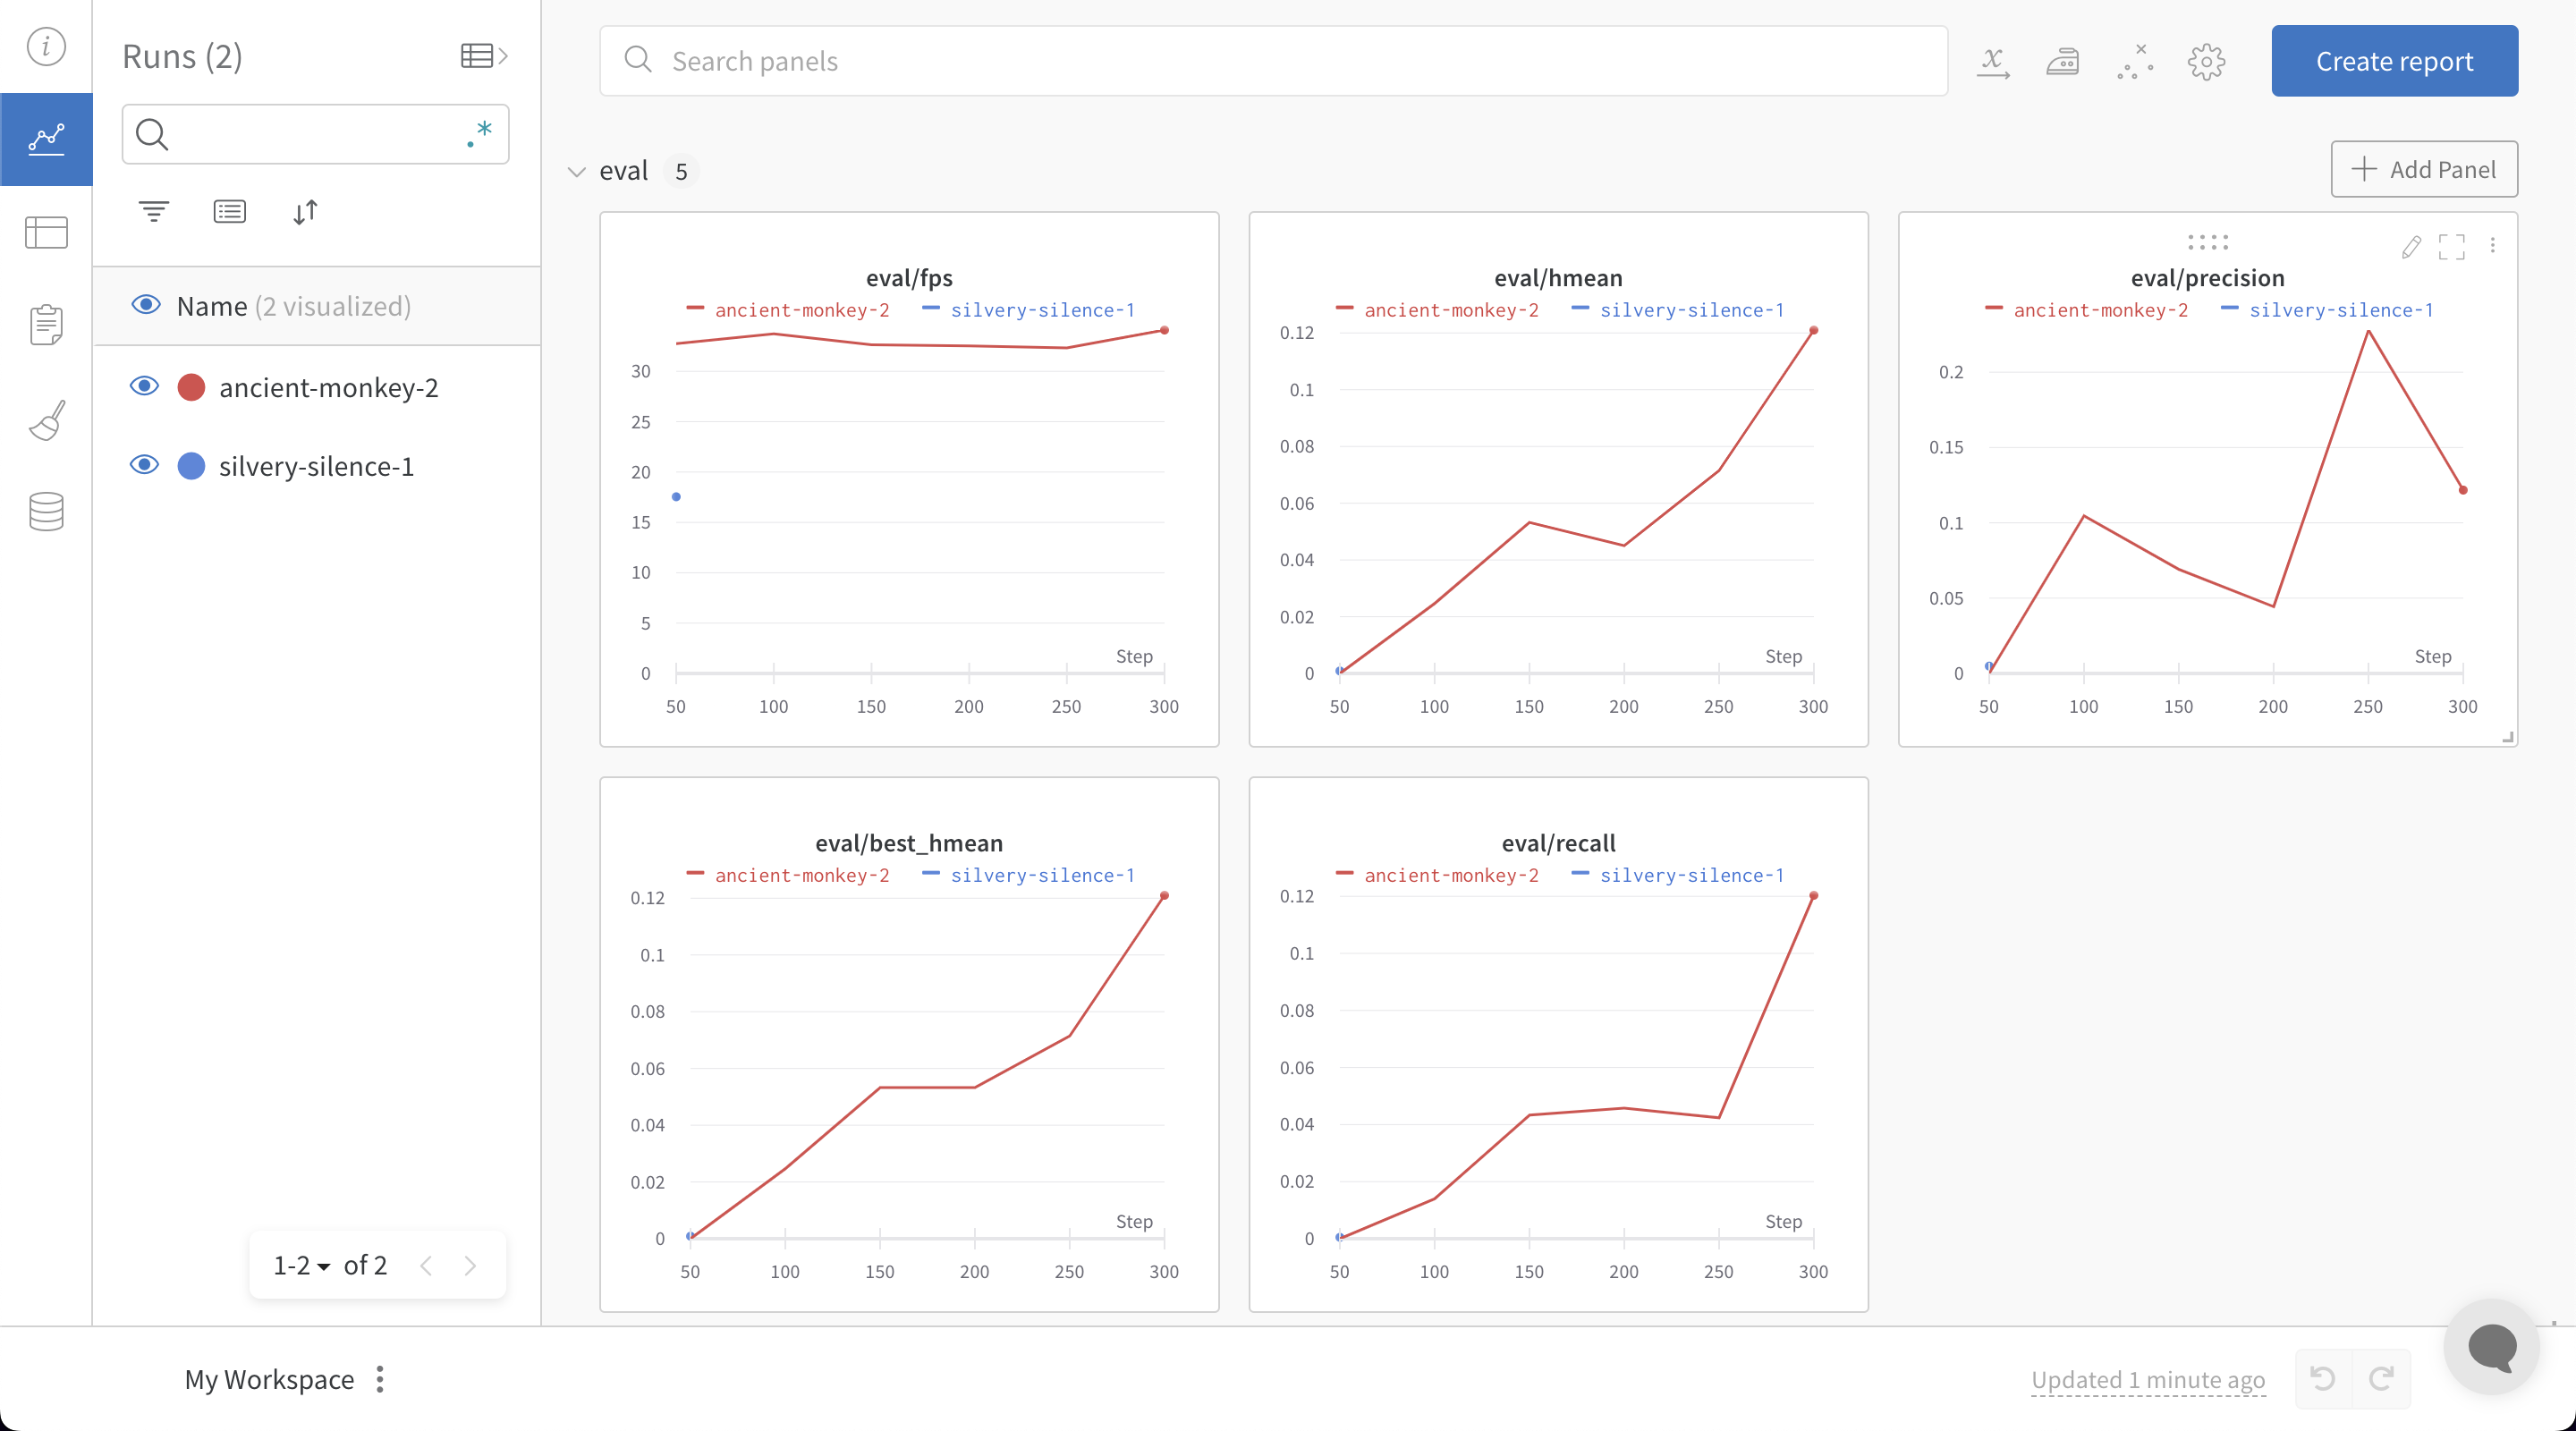 Runs (2)
.*
Name (2 visualized)
ancient-monkey-2
silvery-silence-1
1-2 of 2
Search panels
Create report
eval 5
Add Panel
eval/fps
ancient-monkey-2 silvery-silence-1
30
25
20
15
10
5
0
Step
50 100 150 200 250 300
eval/hmean
ancient-monkey-2 silvery-silence-1
0.12
0.1
0.08
0.06
0.04
0.02
0
Step
50 100 150 200 250 300
eval/precision
ancient-monkey-2 silvery-silence-1
0.2
0.15
0.1
0.05
0
Step
50 100 150 200 250 300
eval/best_hmean
ancient-monkey-2 silvery-silence-1
0.12
0.1
0.08
0.06
0.04
0.02
0
Step
50 100 150 200 250 300
eval/recall
ancient-monkey-2 silvery-silence-1
0.12
0.1
0.08
0.06
0.04
0.02
0
Step
50 100 150 200 250 300
My Workspace
Updated 1 minute ago